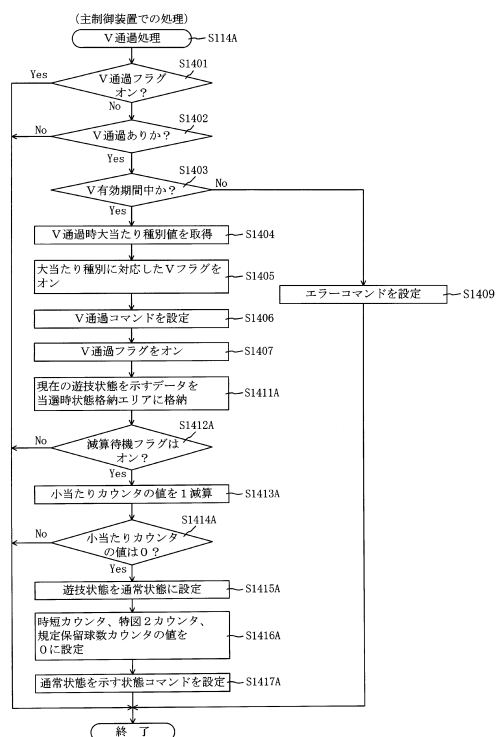 (主制御装置での処理)
V通過処理
S114A
S1401
Yes
V通過フラグ
オン?
No
S1402
No
V通過ありか?
Yes
S1403
V有効期間中か?
No
Yes
V通過時大当たり種別値を取得
S1404
大当たり種別に対応したVフラグを
オン
S1405
エラーコマンドを設定
S1409
V通過コマンドを設定
S1406
V通過フラグをオン
S1407
現在の遊技状態を示すデータを
当選時状態格納エリアに格納
S1411A
S1412A
No
減算待機フラグは
オン?
Yes
小当たりカウンタの値を1減算
S1413A
S1414A
No
小当たりカウンタ
の値は0?
Yes
遊技状態を通常状態に設定
S1415A
時短カウンタ、特図2カウンタ、
規定保留球数カウンタの値を
0に設定
S1416A
通常状態を示す状態コマンドを設定
S1417A
終 了